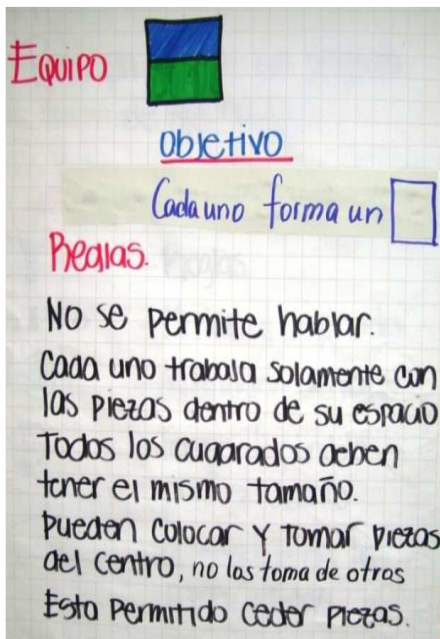 EQUIPO
Objetivo
Cada uno forma un
Reglas.
No se permite hablar.
Cada uno trabaja solamente con
las piezas dentro de su espacio
Todos los cuadrados deben
tener el mismo tamaño.
Pueden colocar y tomar piezas
del centro, no las toma de otros
Esta permitido ceder piezas.